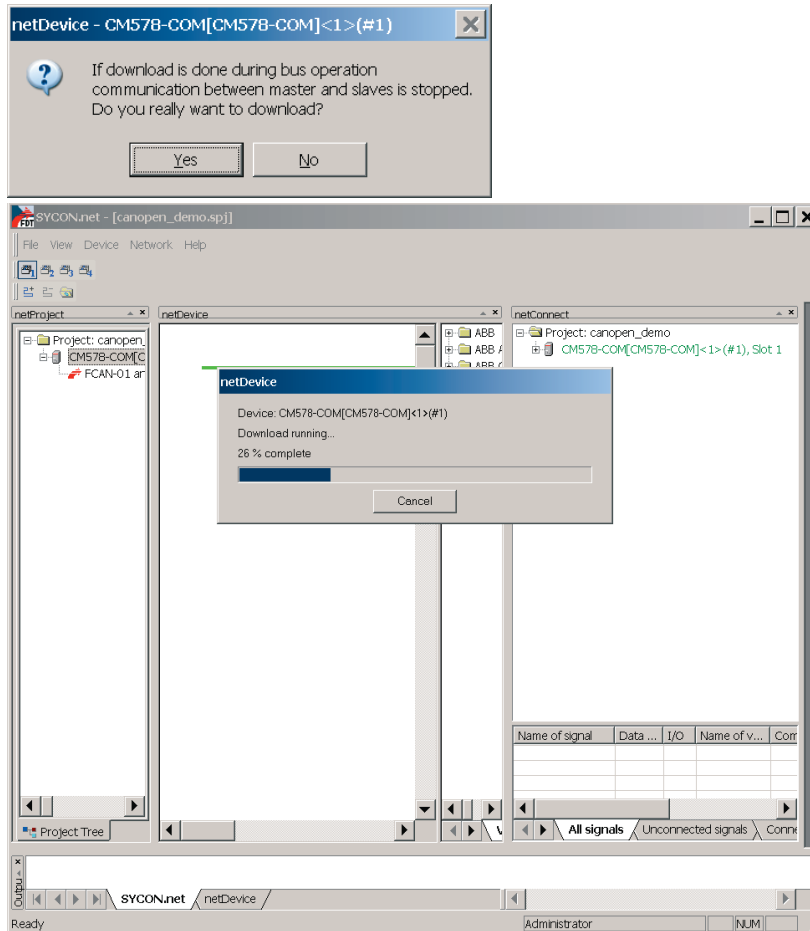 netDevice - CM578-COM[CM578-COM]<1>(#1)
If download is done during bus operation
communication between master and slaves is stopped.
Do you really want to download?
Yes No
SYCON.net - [canopen_demo.spj]
File View Device Network Help
netProject
netDevice
netConnect
Project: canopen_
CM578-COM[C
FCAN-01 ar
ABB
ABB A
Project: canopen_demo
CM578-COM[CM578-COM]<1>(#1), Slot 1
netDevice
Device: CM578-COM[CM578-COM]<1>(#1)
Download running...
26 % complete
Cancel
Name of signal Data ... I/O Name of v... Com
Project Tree
All signals Unconnected signals Conne
Outpu
SYCON.net netDevice
Ready Administrator NUM